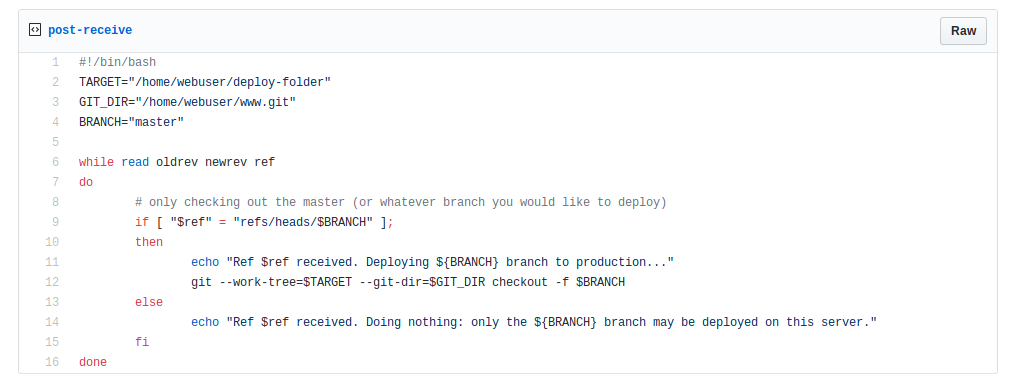 post-receive
Raw
1 #!/bin/bash
2 TARGET="/home/webuser/deploy-folder"
3 GIT_DIR="/home/webuser/www.git"
4 BRANCH="master"
5
6 while read oldrev newrev ref
7 do
8         # only checking out the master (or whatever branch you would like to deploy)
9         if [ "$ref" = "refs/heads/$BRANCH" ];
10         then
11                 echo "Ref $ref received. Deploying ${BRANCH} branch to production..."
12                 git --work-tree=$TARGET --git-dir=$GIT_DIR checkout -f $BRANCH
13         else
14                 echo "Ref $ref received. Doing nothing: only the ${BRANCH} branch may be deployed on this server."
15         fi
16 done